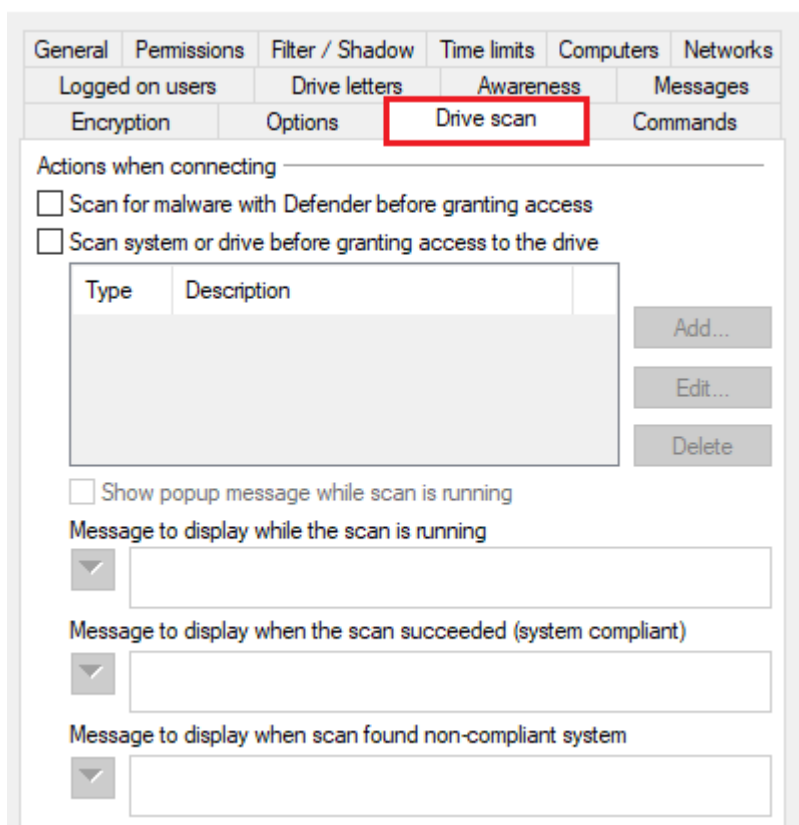 General Permissions Filter / Shadow Time limits Computers Networks
Logged on users Drive letters Awareness Messages
Encryption Options Drive scan Commands
Actions when connecting
Scan for malware with Defender before granting access
Scan system or drive before granting access to the drive
Type Description
Add...
Edit...
Delete
Show popup message while scan is running
Message to display while the scan is running
Message to display when the scan succeeded (system compliant)
Message to display when scan found non-compliant system